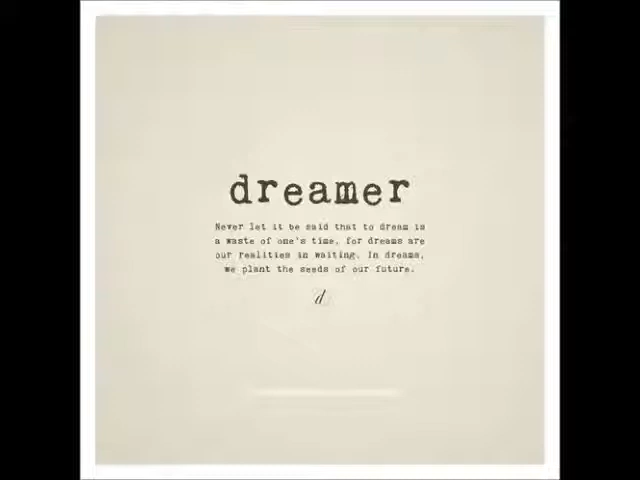 dreamer
Never let it be said that to dream is
a waste of one's time, for dreams are
our realities in waiting. In dreams,
we plant the seeds of our future.
d